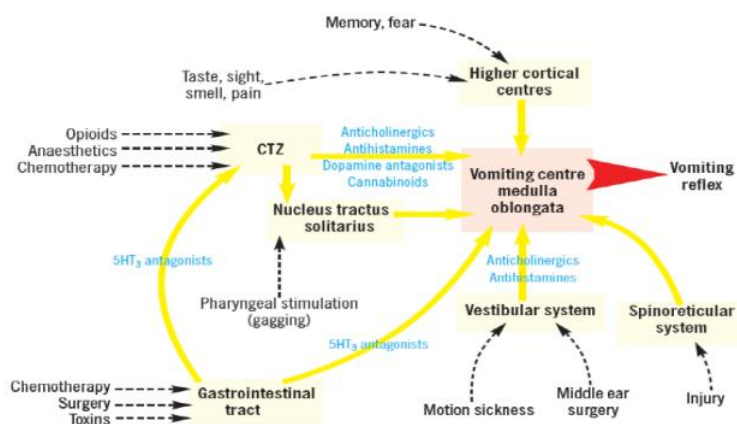 Memory, fear
Taste, sight,
smell, pain
Higher cortical
centres
Opioids
Anaesthetics
Chemotherapy
CTZ
Anticholinergics
Antihistamines
Dopamine antagonists
Cannabinoids
Vomiting centre
medulla
oblongata
Vomiting
reflex
Nucleus tractus
solitarius
5HT₃ antagonists
Anticholinergics
Antihistamines
Pharyngeal stimulation
(gagging)
Vestibular system
Spinoreticular
system
5HT₃ antagonists
Chemotherapy
Surgery
Toxins
Gastrointestinal
tract
Motion sickness
Middle ear
surgery
Injury